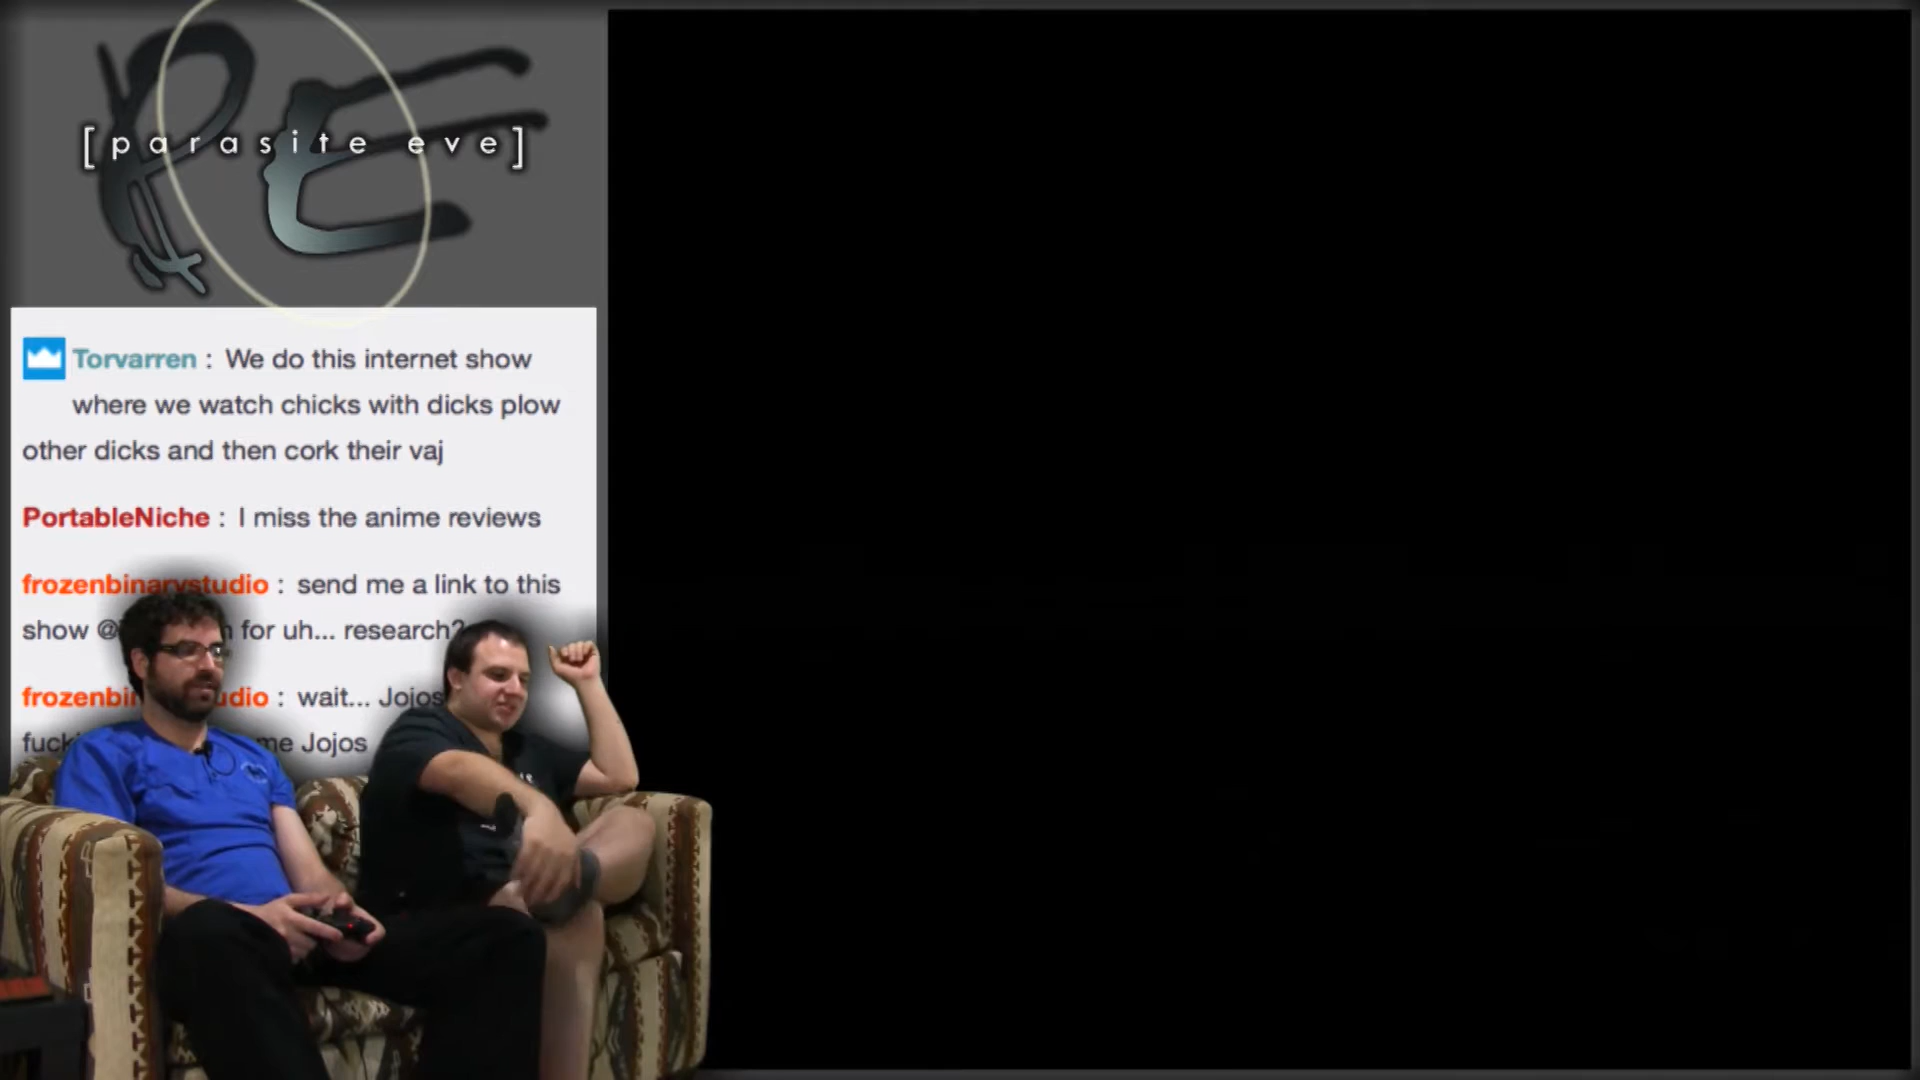 [parasite eve]
Torvarren : We do this internet show
where we watch chicks with dicks plow
other dicks and then cork their vaj
PortableNiche : I miss the anime reviews
frozenbinarystudio : send me a link to this
show @ for uh... research?
frozenbinarystudio : wait... Jojos
me Jojos